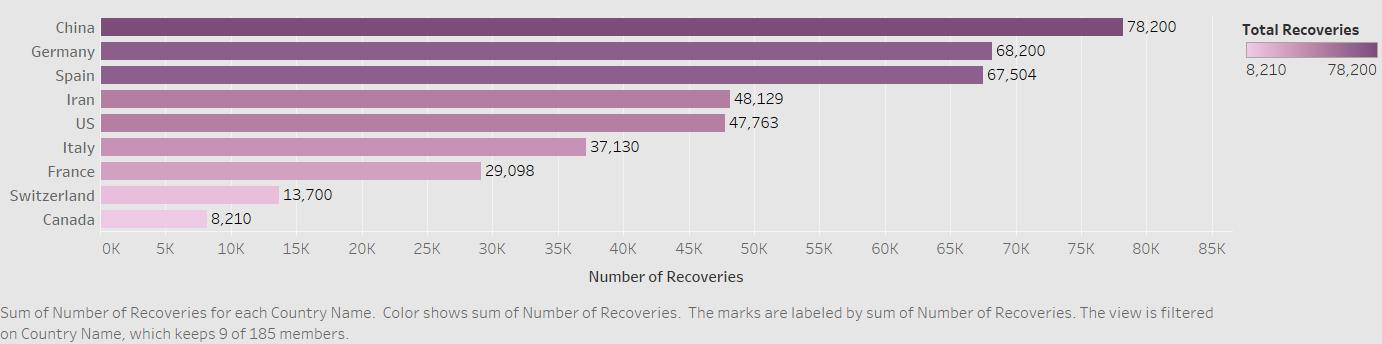 China 78,200
Germany 68,200
Spain 67,504
Iran 48,129
US 47,763
Italy 37,130
France 29,098
Switzerland 13,700
Canada 8,210
0K 5K 10K 15K 20K 25K 30K 35K 40K 45K 50K 55K 60K 65K 70K 75K 80K 85K
Number of Recoveries
Total Recoveries
8,210 78,200
Sum of Number of Recoveries for each Country Name.  Color shows sum of Number of Recoveries.  The marks are labeled by sum of Number of Recoveries. The view is filtered
on Country Name, which keeps 9 of 185 members.